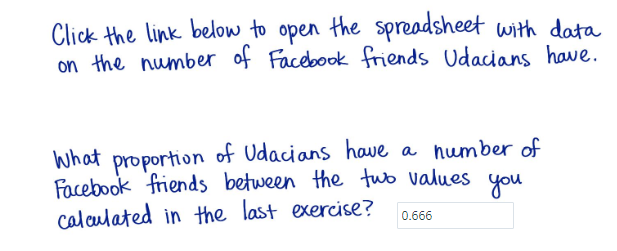 Click the link below to open the spreadsheet with data
on the number of Facebook friends Udacians have.
What proportion of Udacians have a number of
Facebook friends between the two values you
calculated in the last exercise? 0.666